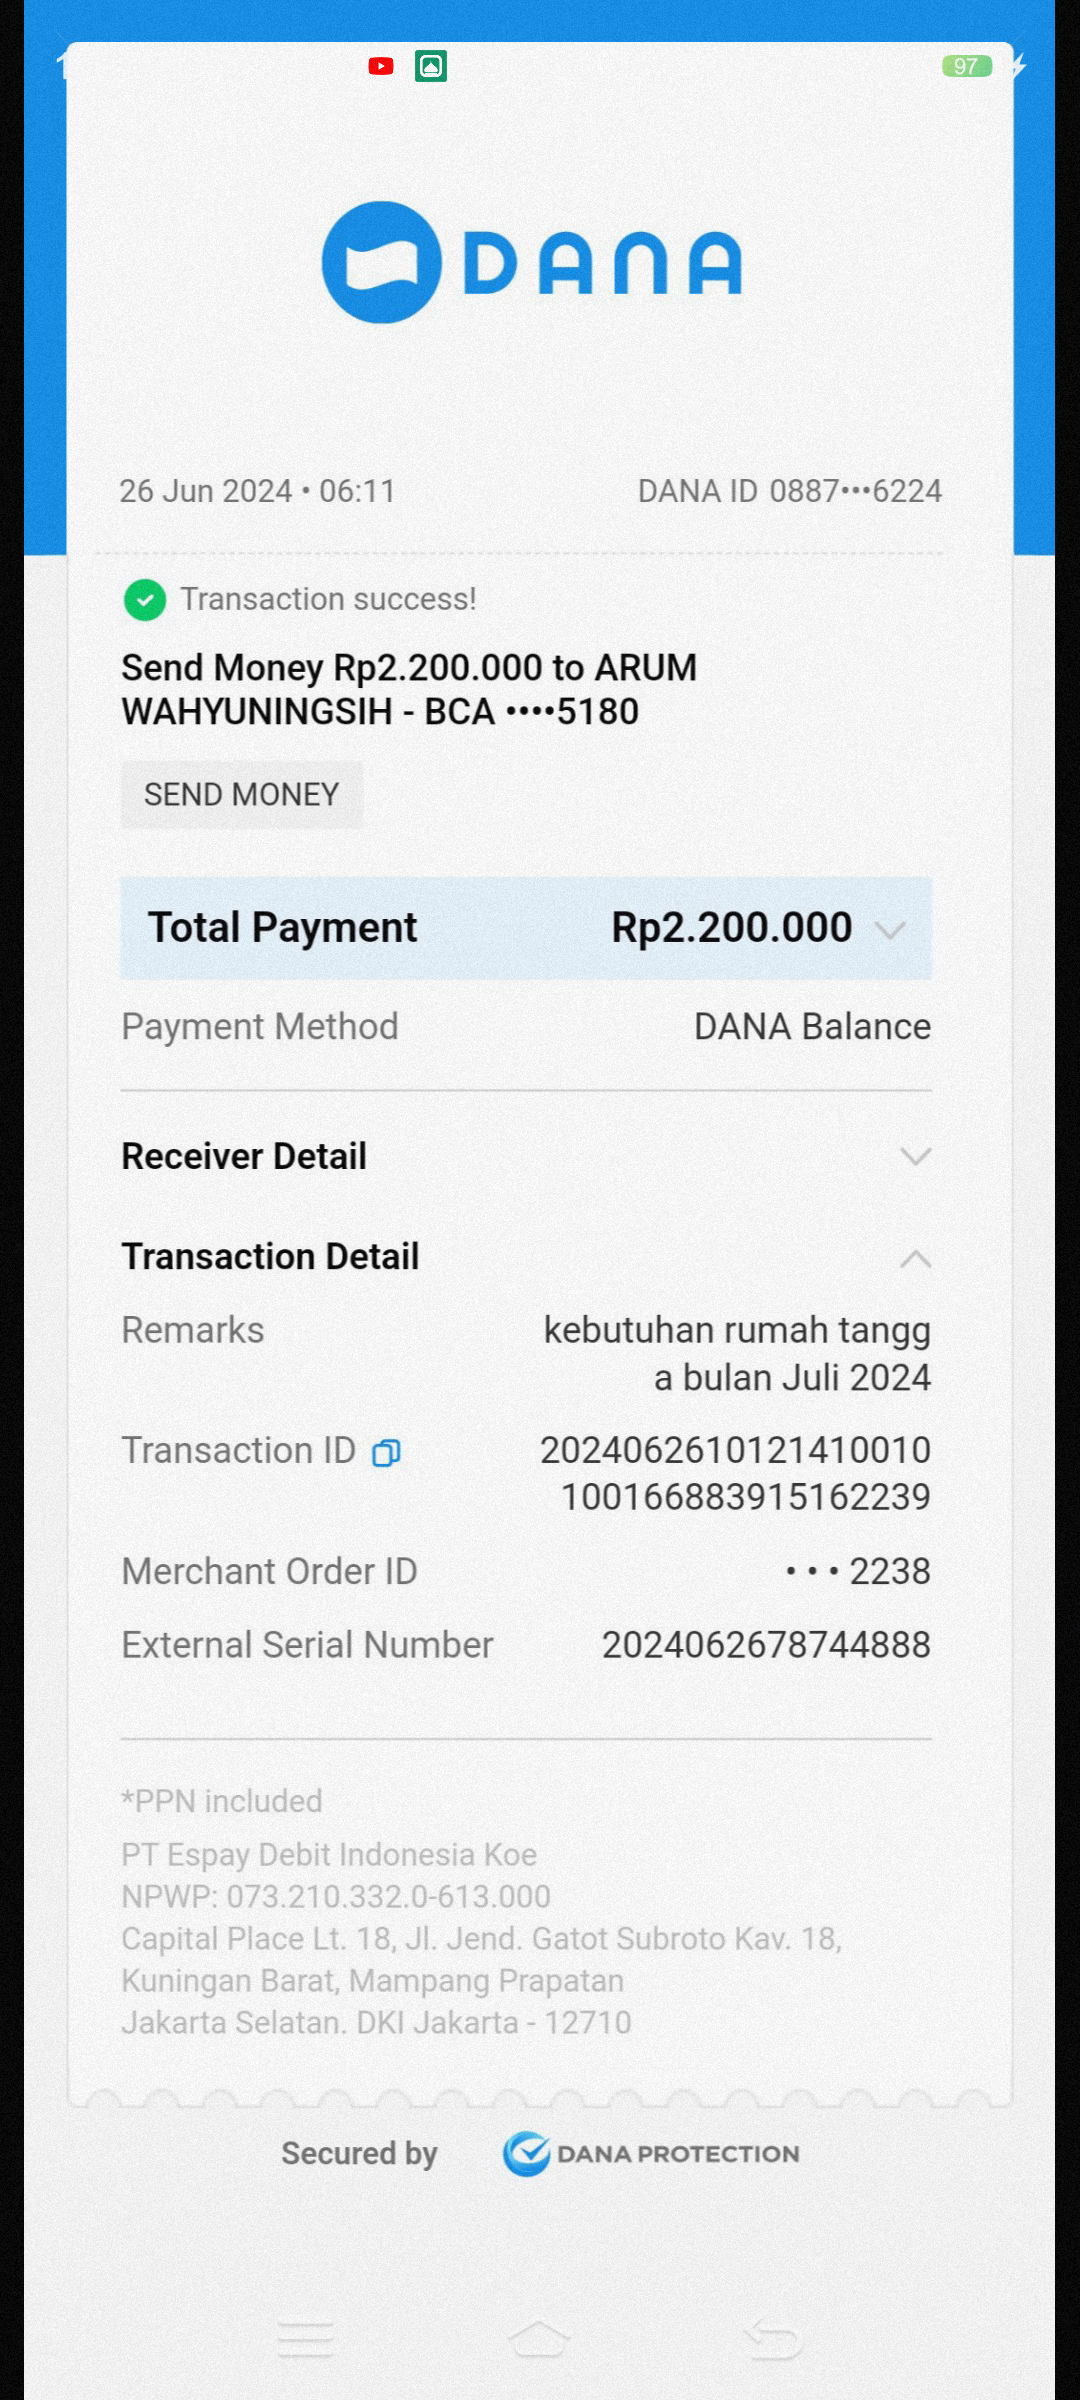 97
DANA
26 Jun 2024 • 06:11 DANA ID 0887•••6224
Transaction success!
Send Money Rp2.200.000 to ARUM
WAHYUNINGSIH - BCA ••••5180
SEND MONEY
Total Payment Rp2.200.000
Payment Method DANA Balance
Receiver Detail
Transaction Detail
Remarks kebutuhan rumah tangg
a bulan Juli 2024
Transaction ID 2024062610121410010
100166883915162239
Merchant Order ID • • • 2238
External Serial Number 2024062678744888
*PPN included
PT Espay Debit Indonesia Koe
NPWP: 073.210.332.0-613.000
Capital Place Lt. 18, Jl. Jend. Gatot Subroto Kav. 18,
Kuningan Barat, Mampang Prapatan
Jakarta Selatan. DKI Jakarta - 12710
Secured by DANA PROTECTION